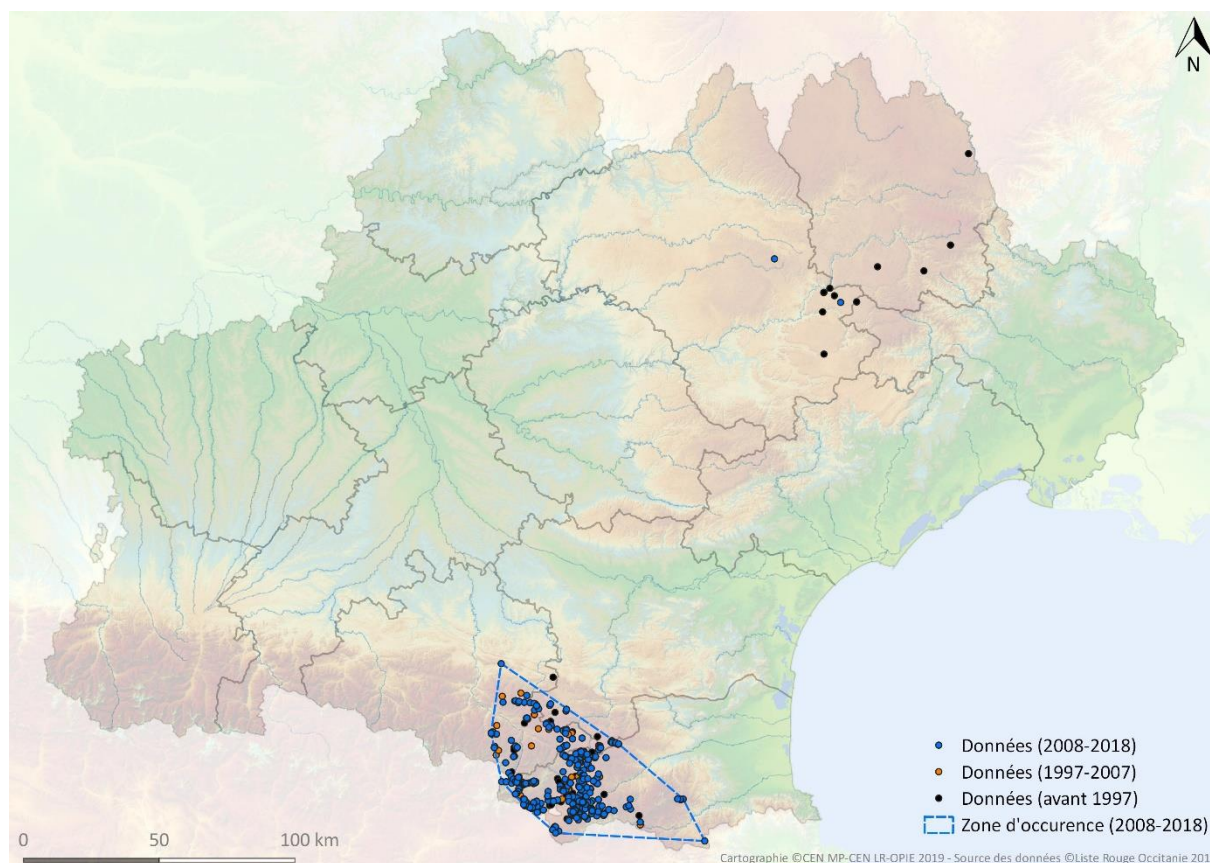 N
Données (2008-2018)
Données (1997-2007)
Données (avant 1997)
Zone d'occurence (2008-2018)
0 50 100 km
Cartographie ©CEN MP-CEN LR-OPIE 2019 - Source des données ©Liste Rouge Occitanie 201